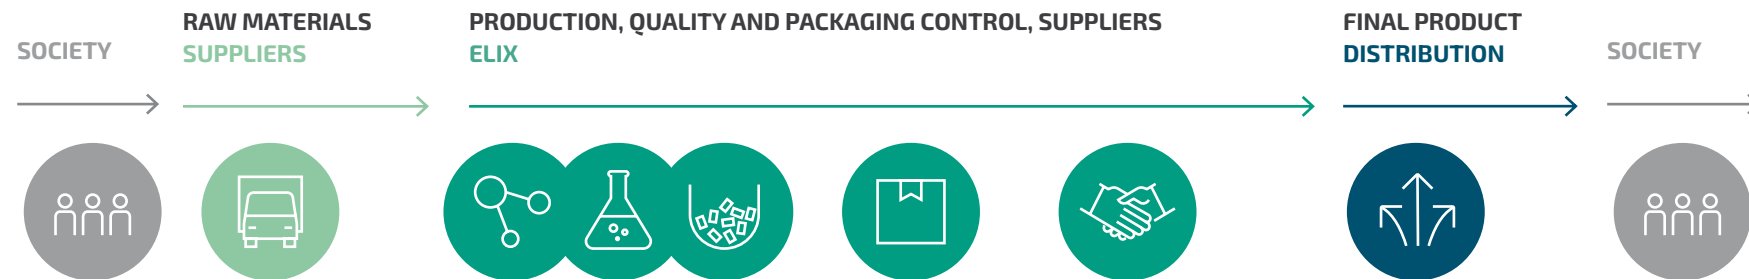 SOCIETY
RAW MATERIALS
SUPPLIERS
PRODUCTION, QUALITY AND PACKAGING CONTROL, SUPPLIERS
ELIX
FINAL PRODUCT
DISTRIBUTION
SOCIETY